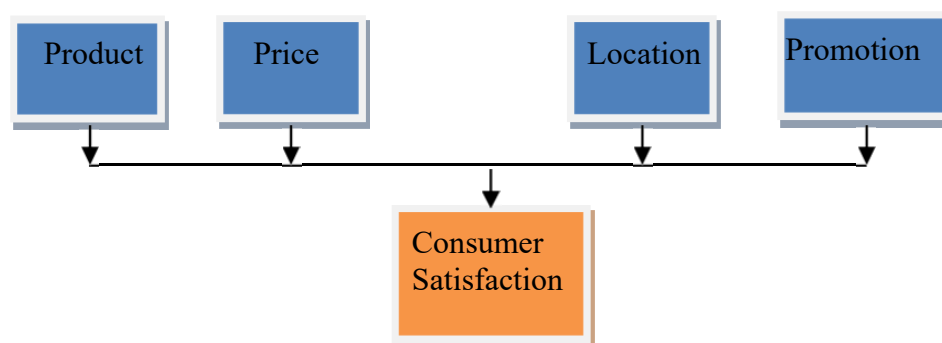 Product
Price
Location
Promotion
Consumer
Satisfaction